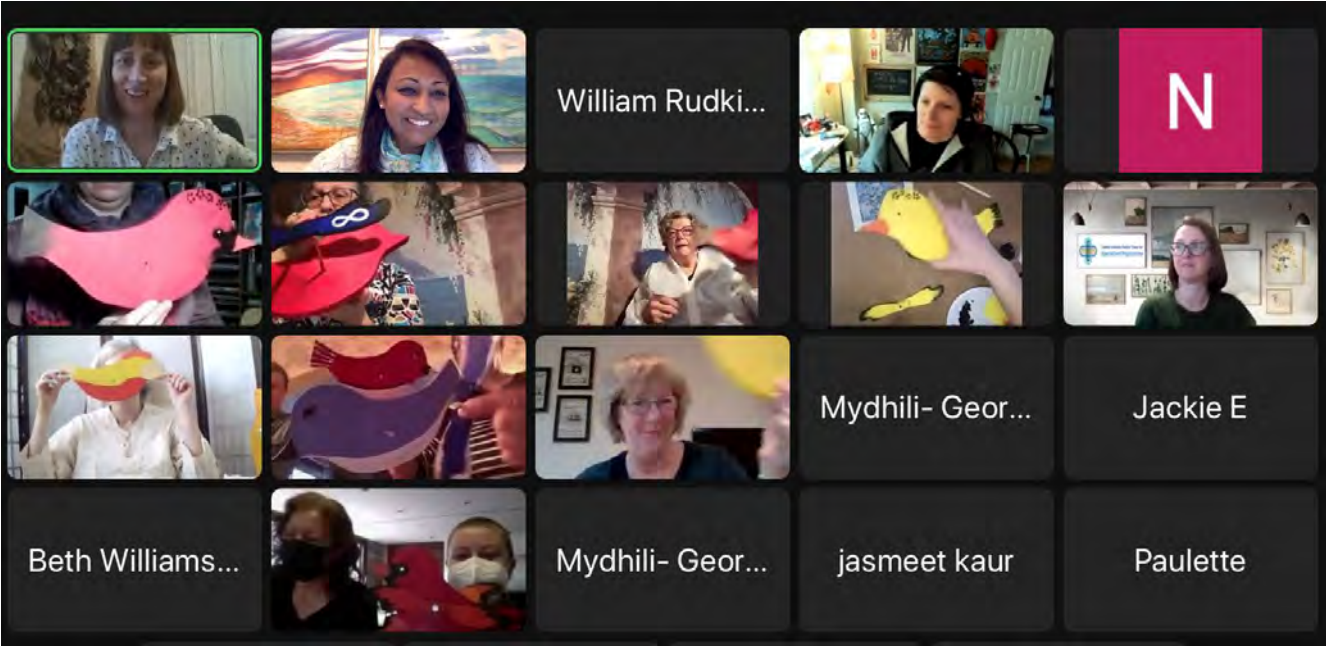 William Rudki...
N
Mydhili- Geor...
Jackie E
Beth Williams...
Mydhili- Geor...
jasmeet kaur
Paulette